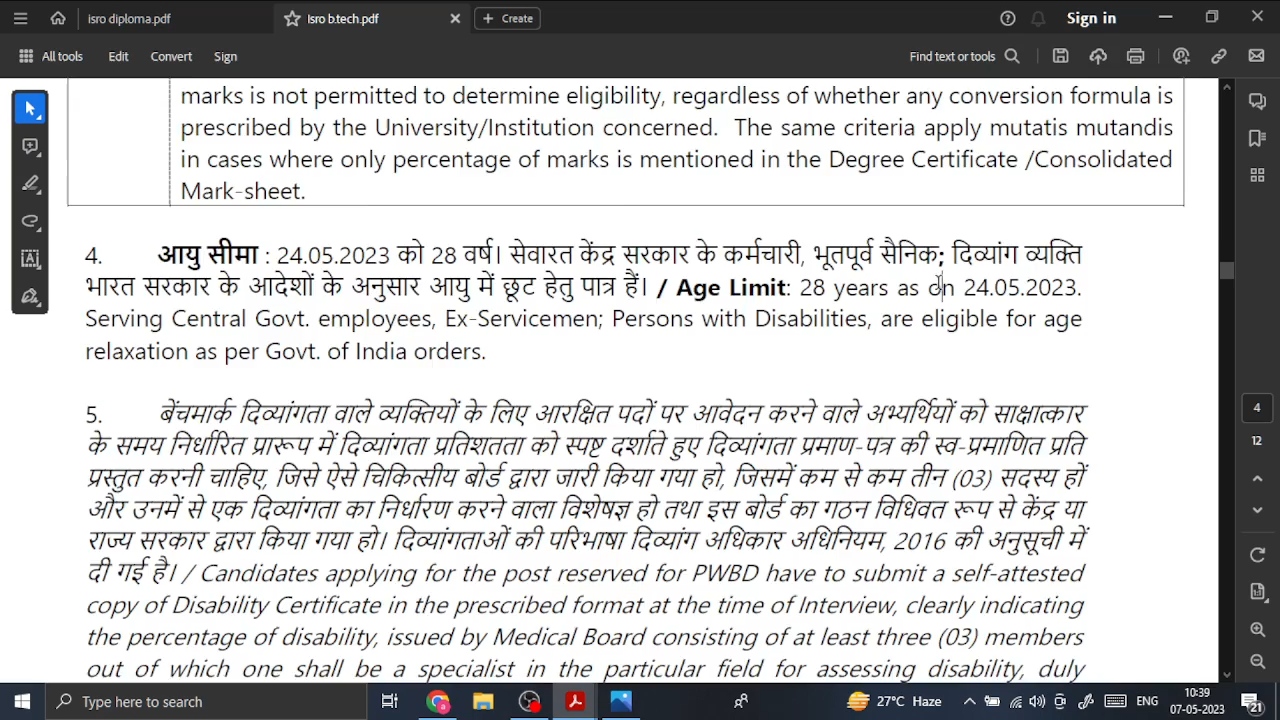 isro diploma.pdf
isro b.tech.pdf
Create
Sign in
All tools
Edit
Convert
Sign
Find text or tools
marks is not permitted to determine eligibility, regardless of whether any conversion formula is
prescribed by the University/Institution concerned. The same criteria apply mutatis mutandis
in cases where only percentage of marks is mentioned in the Degree Certificate /Consolidated
Mark-sheet.
4. आयु सीमा : 24.05.2023 को 28 वर्ष। सेवारत केंद्र सरकार के कर्मचारी, भूतपूर्व सैनिक; दिव्यांग व्यक्ति
भारत सरकार के आदेशों के अनुसार आयु में छूट हेतु पात्र हैं। / Age Limit: 28 years as on 24.05.2023.
Serving Central Govt. employees, Ex-Servicemen; Persons with Disabilities, are eligible for age
relaxation as per Govt. of India orders.
5. बेंचमार्क दिव्यांगता वाले व्यक्तियों के लिए आरक्षित पदों पर आवेदन करने वाले अभ्यर्थियों को साक्षात्कार
के समय निर्धारित प्रारूप में दिव्यांगता प्रतिशतता को स्पष्ट दर्शाते हुए दिव्यांगता प्रमाण-पत्र की स्व-प्रमाणित प्रति
प्रस्तुत करनी चाहिए, जिसे ऐसे चिकित्सीय बोर्ड द्वारा जारी किया गया हो, जिसमें कम से कम तीन (03) सदस्य हों
और उनमें से एक दिव्यांगता का निर्धारण करने वाला विशेषज्ञ हो तथा इस बोर्ड का गठन विधिवत रूप से केंद्र या
राज्य सरकार द्वारा किया गया हो। दिव्यांगताओं की परिभाषा दिव्यांग अधिकार अधिनियम, 2016 की अनुसूची में
दी गई है। / Candidates applying for the post reserved for PWBD have to submit a self-attested
copy of Disability Certificate in the prescribed format at the time of Interview, clearly indicating
the percentage of disability, issued by Medical Board consisting of at least three (03) members
out of which one shall be a specialist in the particular field for assessing disability, duly
4
12
Type here to search
27°C Haze
ENG
10:39
07-05-2023
21